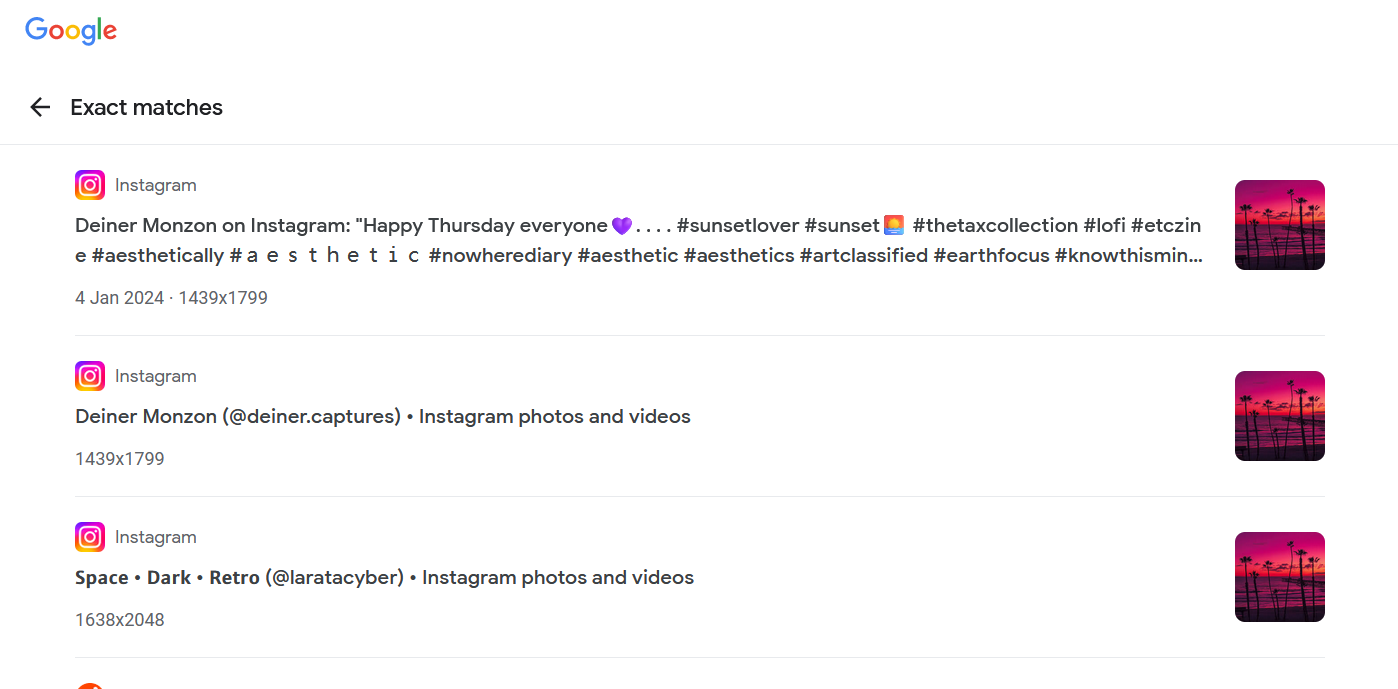 Google
Exact matches
Instagram
Deiner Monzon on Instagram: "Happy Thursday everyone💜. . . . #sunsetlover #sunset🌅 #thetaxcollection #lofi #etczin
e #aesthetically #ａｅｓｔｈｅｔｉｃ #nowherediary #aesthetic #aesthetics #artclassified #earthfocus #knowthismin...
4 Jan 2024 · 1439x1799
Instagram
Deiner Monzon (@deiner.captures) • Instagram photos and videos
1439x1799
Instagram
Space • Dark • Retro (@laratacyber) • Instagram photos and videos
1638x2048